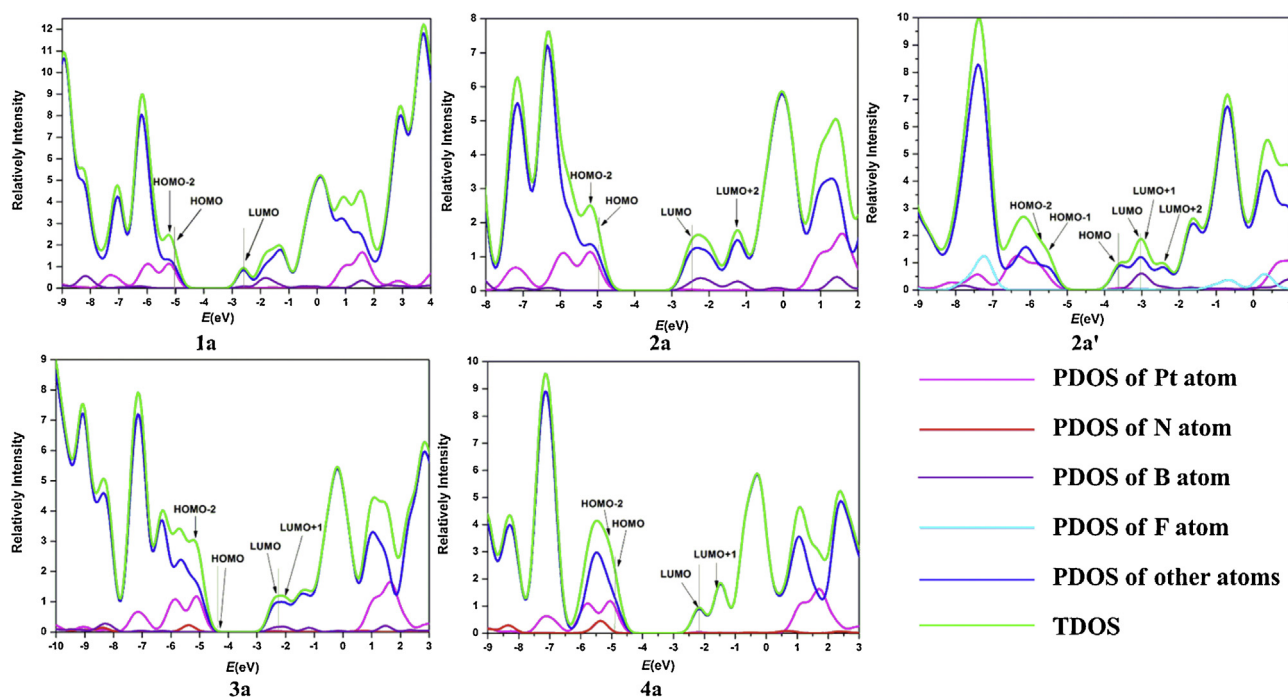 12
11
10
9
8
7
6
5
4
3
2
1
0
Relatively Intensity
HOMO-2
HOMO
LUMO
-9 -8 -7 -6 -5 -4 -3 -2 -1 0 1 2 3 4
E(eV)
1a
8
7
6
5
4
3
2
1
0
Relatively Intensity
HOMO-2
HOMO
LUMO
LUMO+2
-8 -7 -6 -5 -4 -3 -2 -1 0 1 2
E(eV)
2a
10
9
8
7
6
5
4
3
2
1
0
Relatively Intensity
HOMO-2
HOMO-1
HOMO
LUMO
LUMO+1
LUMO+2
-9 -8 -7 -6 -5 -4 -3 -2 -1 0
E(eV)
2a'
9
8
7
6
5
4
3
2
1
0
Relatively Intensity
HOMO-2
HOMO
LUMO
LUMO+1
-10 -9 -8 -7 -6 -5 -4 -3 -2 -1 0 1 2 3
E(eV)
3a
10
9
8
7
6
5
4
3
2
1
0
Relatively Intensity
HOMO-2
HOMO
LUMO
LUMO+1
-9 -8 -7 -6 -5 -4 -3 -2 -1 0 1 2 3
E(eV)
4a
PDOS of Pt atom
PDOS of N atom
PDOS of B atom
PDOS of F atom
PDOS of other atoms
TDOS